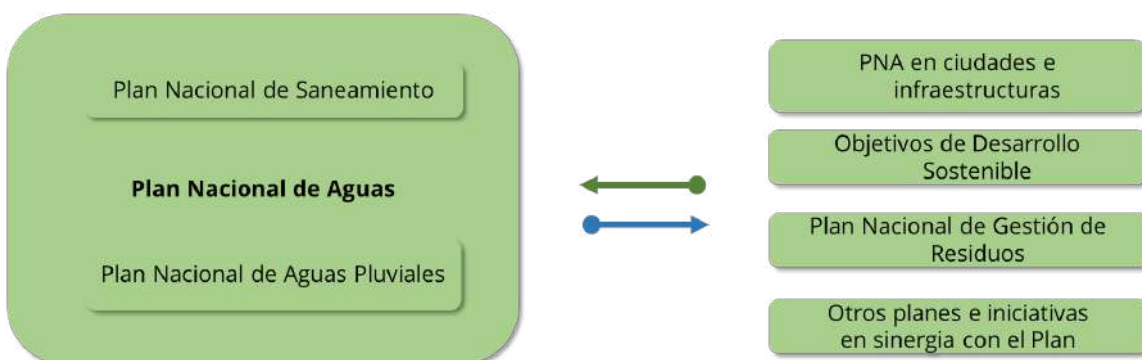 Plan Nacional de Saneamiento
Plan Nacional de Aguas
Plan Nacional de Aguas Pluviales
PNA en ciudades e
infraestructuras
Objetivos de Desarrollo
Sostenible
Plan Nacional de Gestión de
Residuos
Otros planes e iniciativas
en sinergia con el Plan